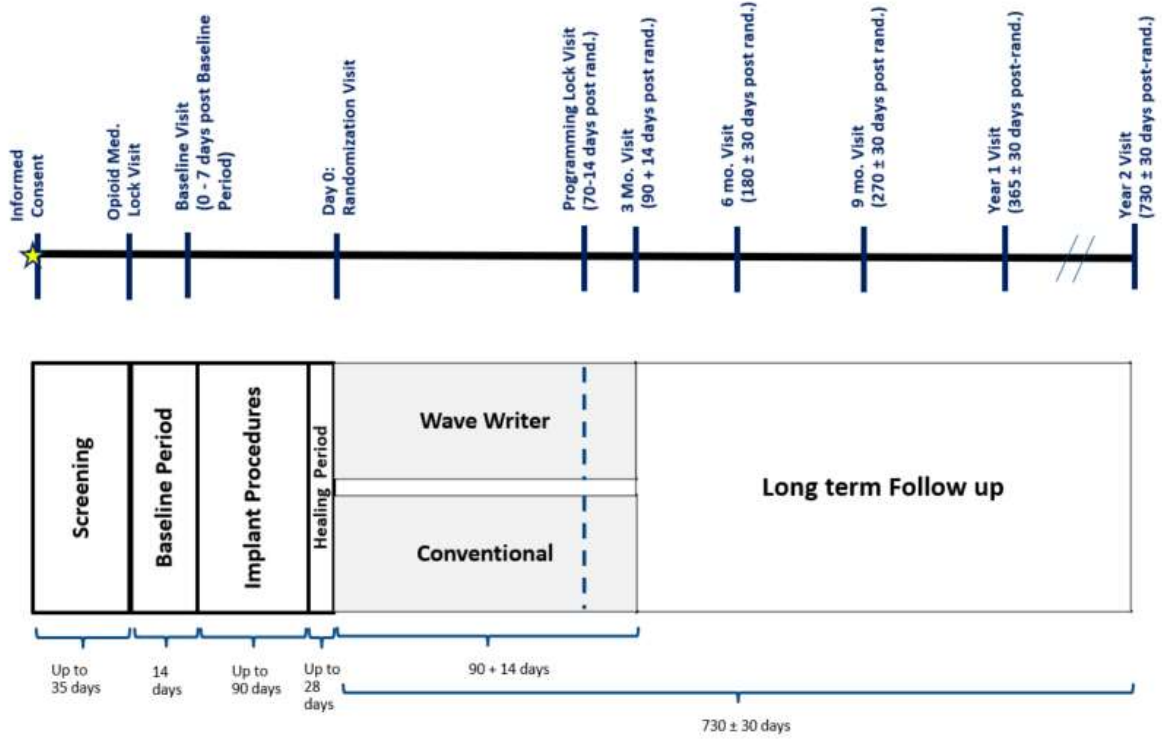 Informed
Consent
Opioid Med.
Lock Visit
Baseline Visit
(0 - 7 days post Baseline
Period)
Day 0:
Randomization Visit
Programming Lock Visit
(70-14 days post rand.)
3 Mo. Visit
(90 + 14 days post rand.)
6 mo. Visit
(180 ± 30 days post rand.)
9 mo. Visit
(270 ± 30 days post rand.)
Year 1 Visit
(365 ± 30 days post-rand.)
Year 2 Visit
(730 ± 30 days post-rand.)
Screening
Baseline Period
Implant Procedures
Healing Period
Wave Writer
Conventional
Long term Follow up
Up to
35 days
14
days
Up to
90 days
Up to
28
days
90 + 14 days
730 ± 30 days